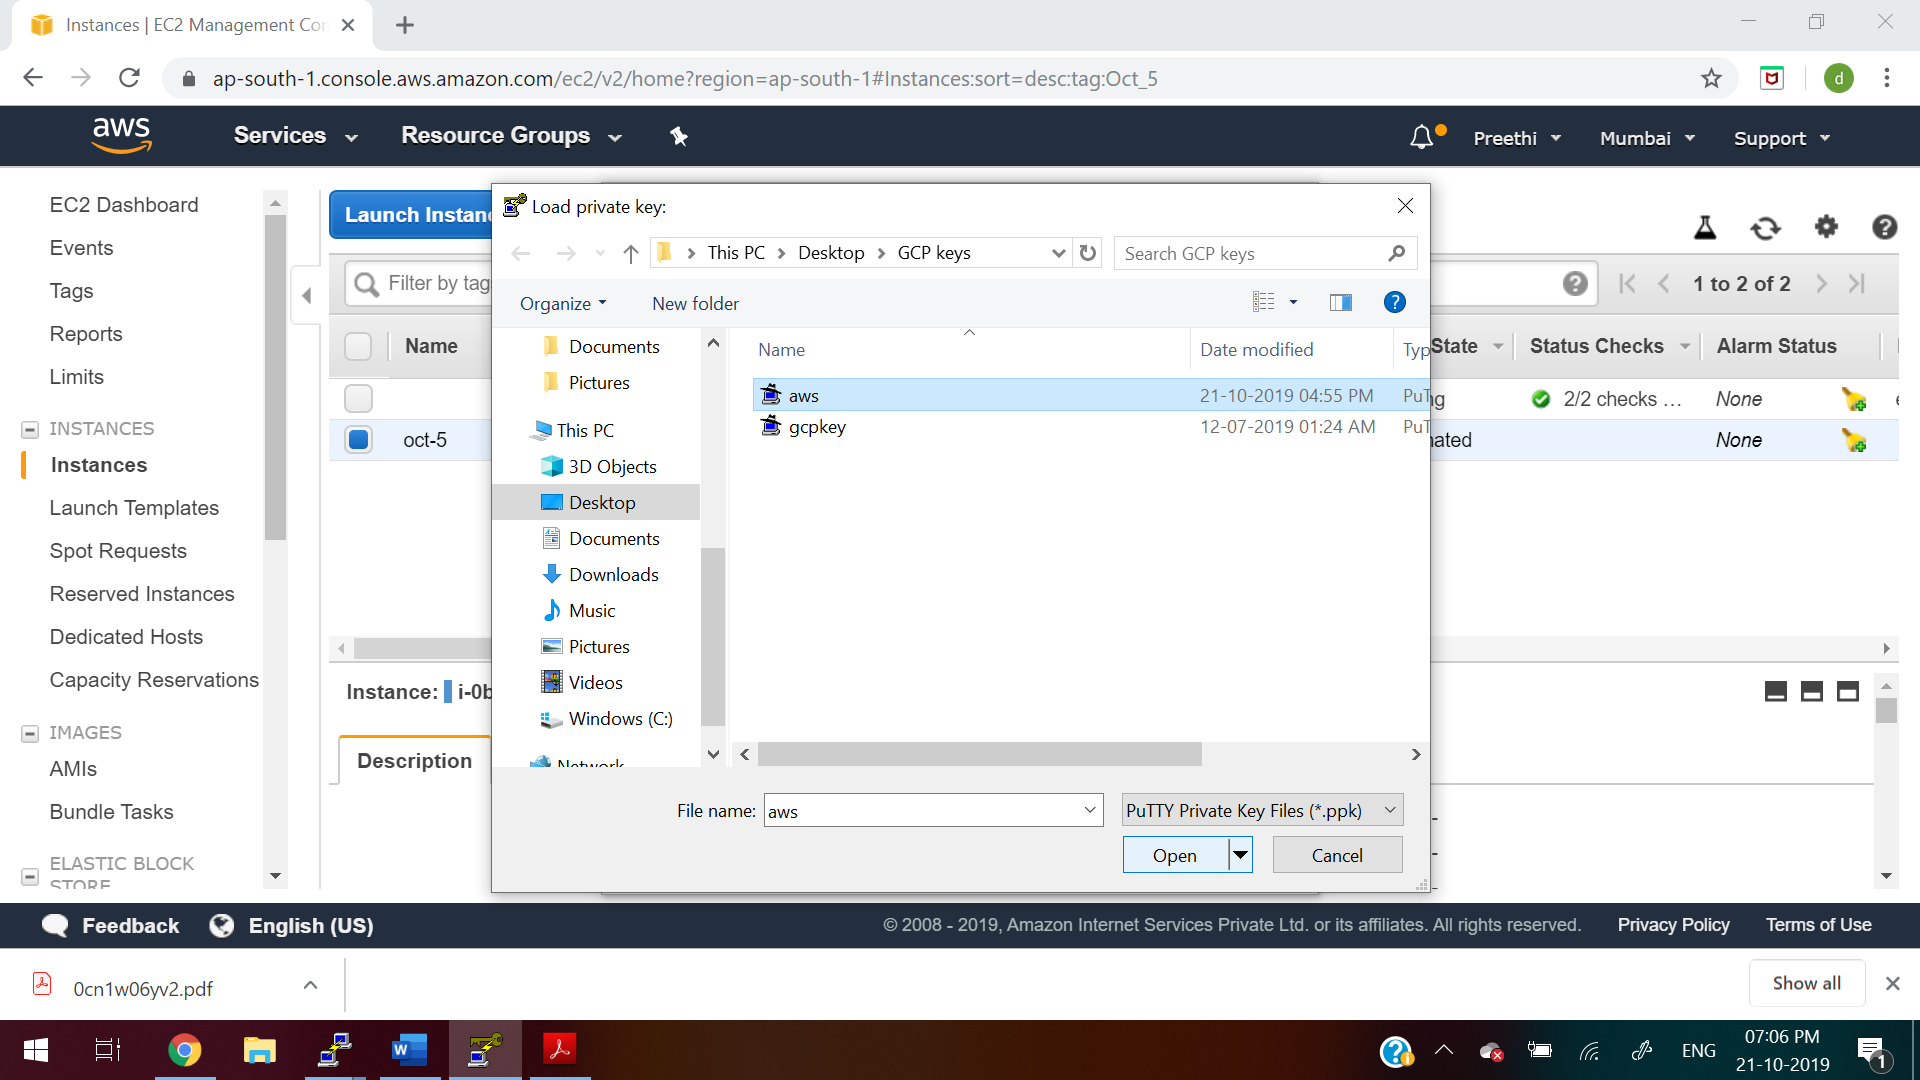 Instances | EC2 Management Con
ap-south-1.console.aws.amazon.com/ec2/v2/home?region=ap-south-1#Instances:sort=desc:tag:Oct_5
d
aws
Services
Resource Groups
Preethi
Mumbai
Support
EC2 Dashboard
Events
Tags
Reports
Limits
INSTANCES
Instances
Launch Templates
Spot Requests
Reserved Instances
Dedicated Hosts
Capacity Reservations
IMAGES
AMIs
Bundle Tasks
ELASTIC BLOCK
STORE
Launch Instanc
Filter by tag
1 to 2 of 2
Name
State
Status Checks
Alarm Status
ng
2/2 checks ...
None
oct-5
nated
None
Instance:
i-0b
Description
Load private key:
This PC > Desktop > GCP keys
Search GCP keys
Organize
New folder
Documents
Pictures
This PC
3D Objects
Desktop
Documents
Downloads
Music
Pictures
Videos
Windows (C:)
Network
Name
Date modified
Typ
aws
21-10-2019 04:55 PM
PuT
gcpkey
12-07-2019 01:24 AM
PuT
File name:
aws
PuTTY Private Key Files (*.ppk)
Open
Cancel
Feedback
English (US)
© 2008 - 2019, Amazon Internet Services Private Ltd. or its affiliates. All rights reserved.
Privacy Policy
Terms of Use
0cn1w06yv2.pdf
Show all
ENG
07:06 PM
21-10-2019
1